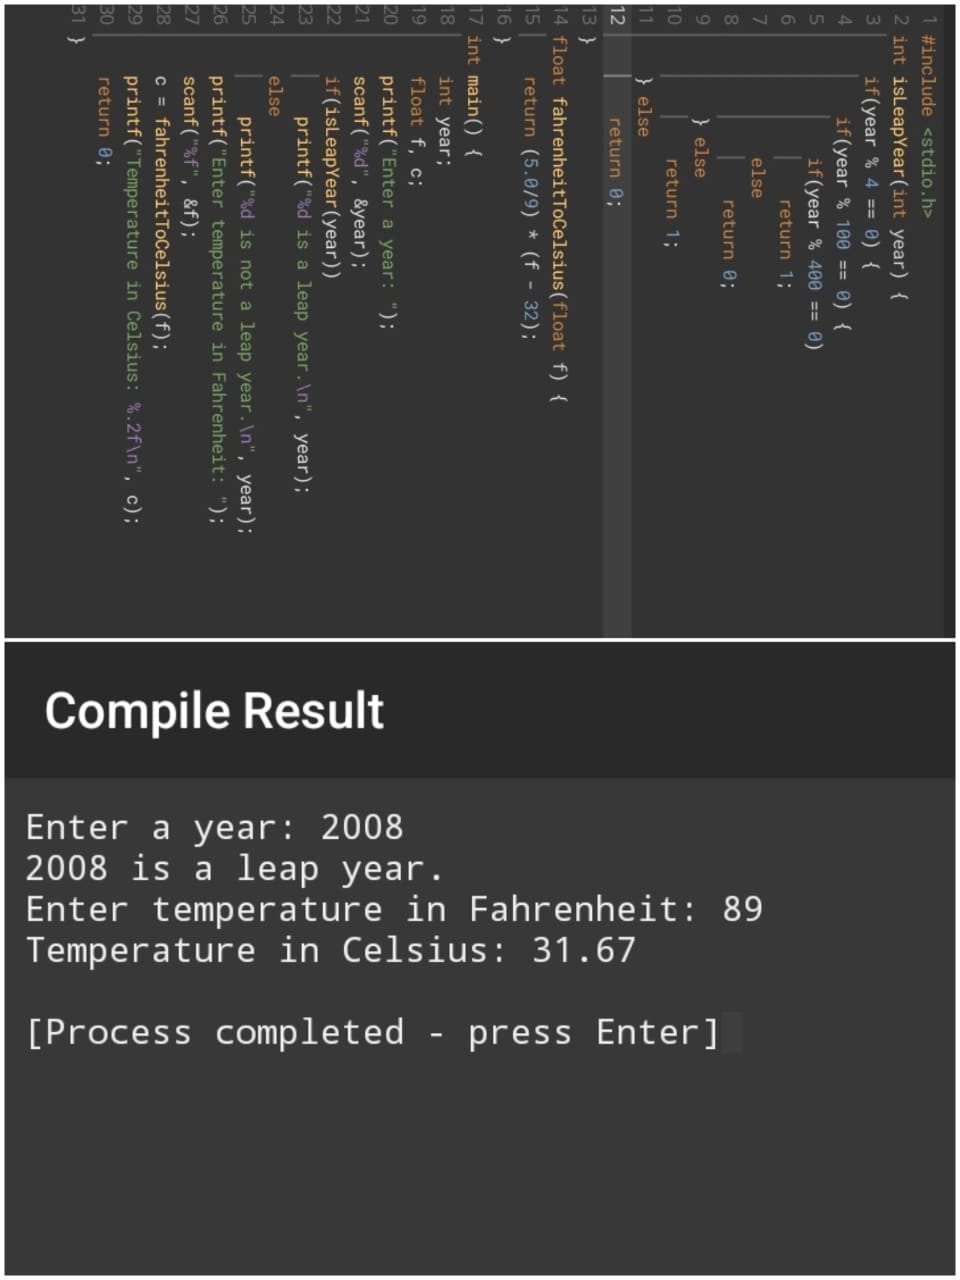 1 #include <stdio.h>
2 int isLeapYear(int year) {
3     if(year % 4 == 0) {
4         if(year % 100 == 0) {
5             if(year % 400 == 0)
6                 return 1;
7             else
8                 return 0;
9         } else
10             return 1;
11     } else
12         return 0;
13 }
14 float fahrenheitToCelsius(float f) {
15     return (5.0/9) * (f - 32);
16 }
17 int main() {
18     int year;
19     float f, c;
20     printf("Enter a year: ");
21     scanf("%d", &year);
22     if(isLeapYear(year))
23         printf("%d is a leap year.\n", year);
24     else
25         printf("%d is not a leap year.\n", year);
26     printf("Enter temperature in Fahrenheit: ");
27     scanf("%f", &f);
28     c = fahrenheitToCelsius(f);
29     printf("Temperature in Celsius: %.2f\n", c);
30     return 0;
31 }
Compile Result
Enter a year: 2008
2008 is a leap year.
Enter temperature in Fahrenheit: 89
Temperature in Celsius: 31.67
[Process completed - press Enter]